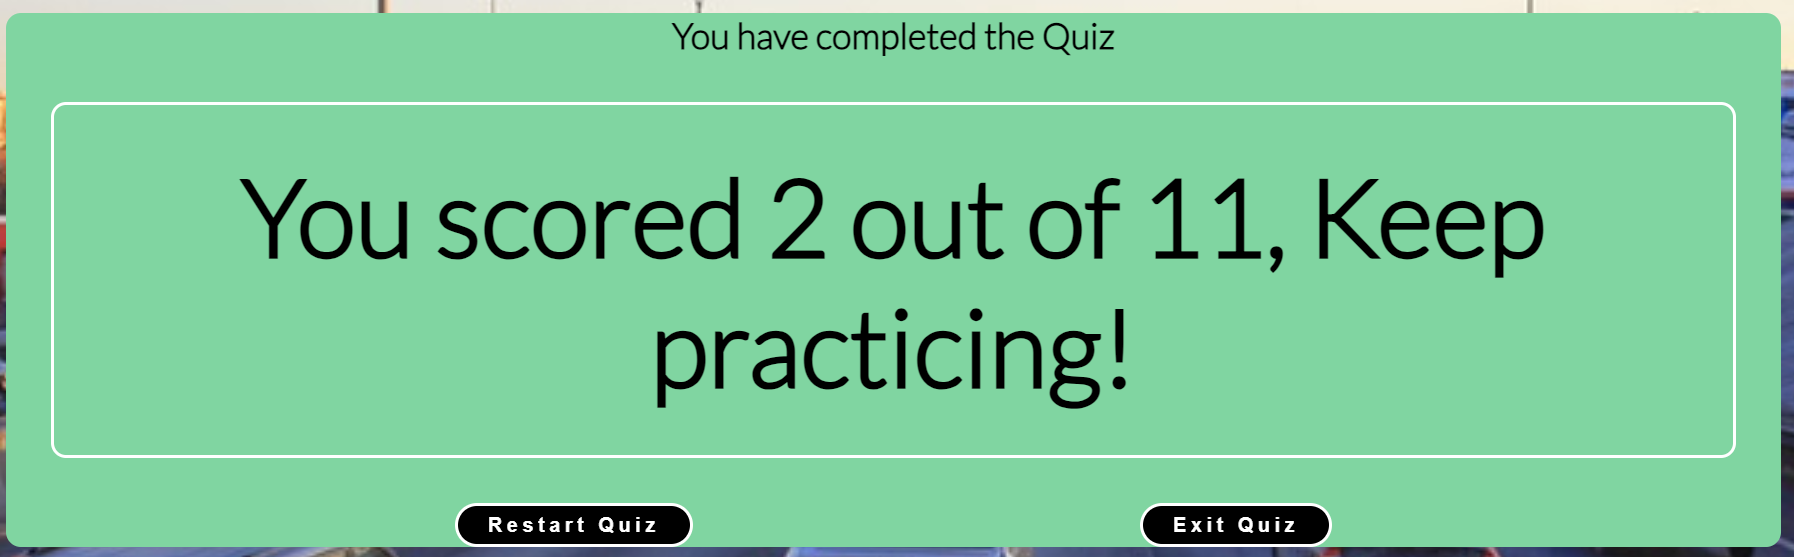 You have completed the Quiz
You scored 2 out of 11, Keep
practicing!
Restart Quiz
Exit Quiz